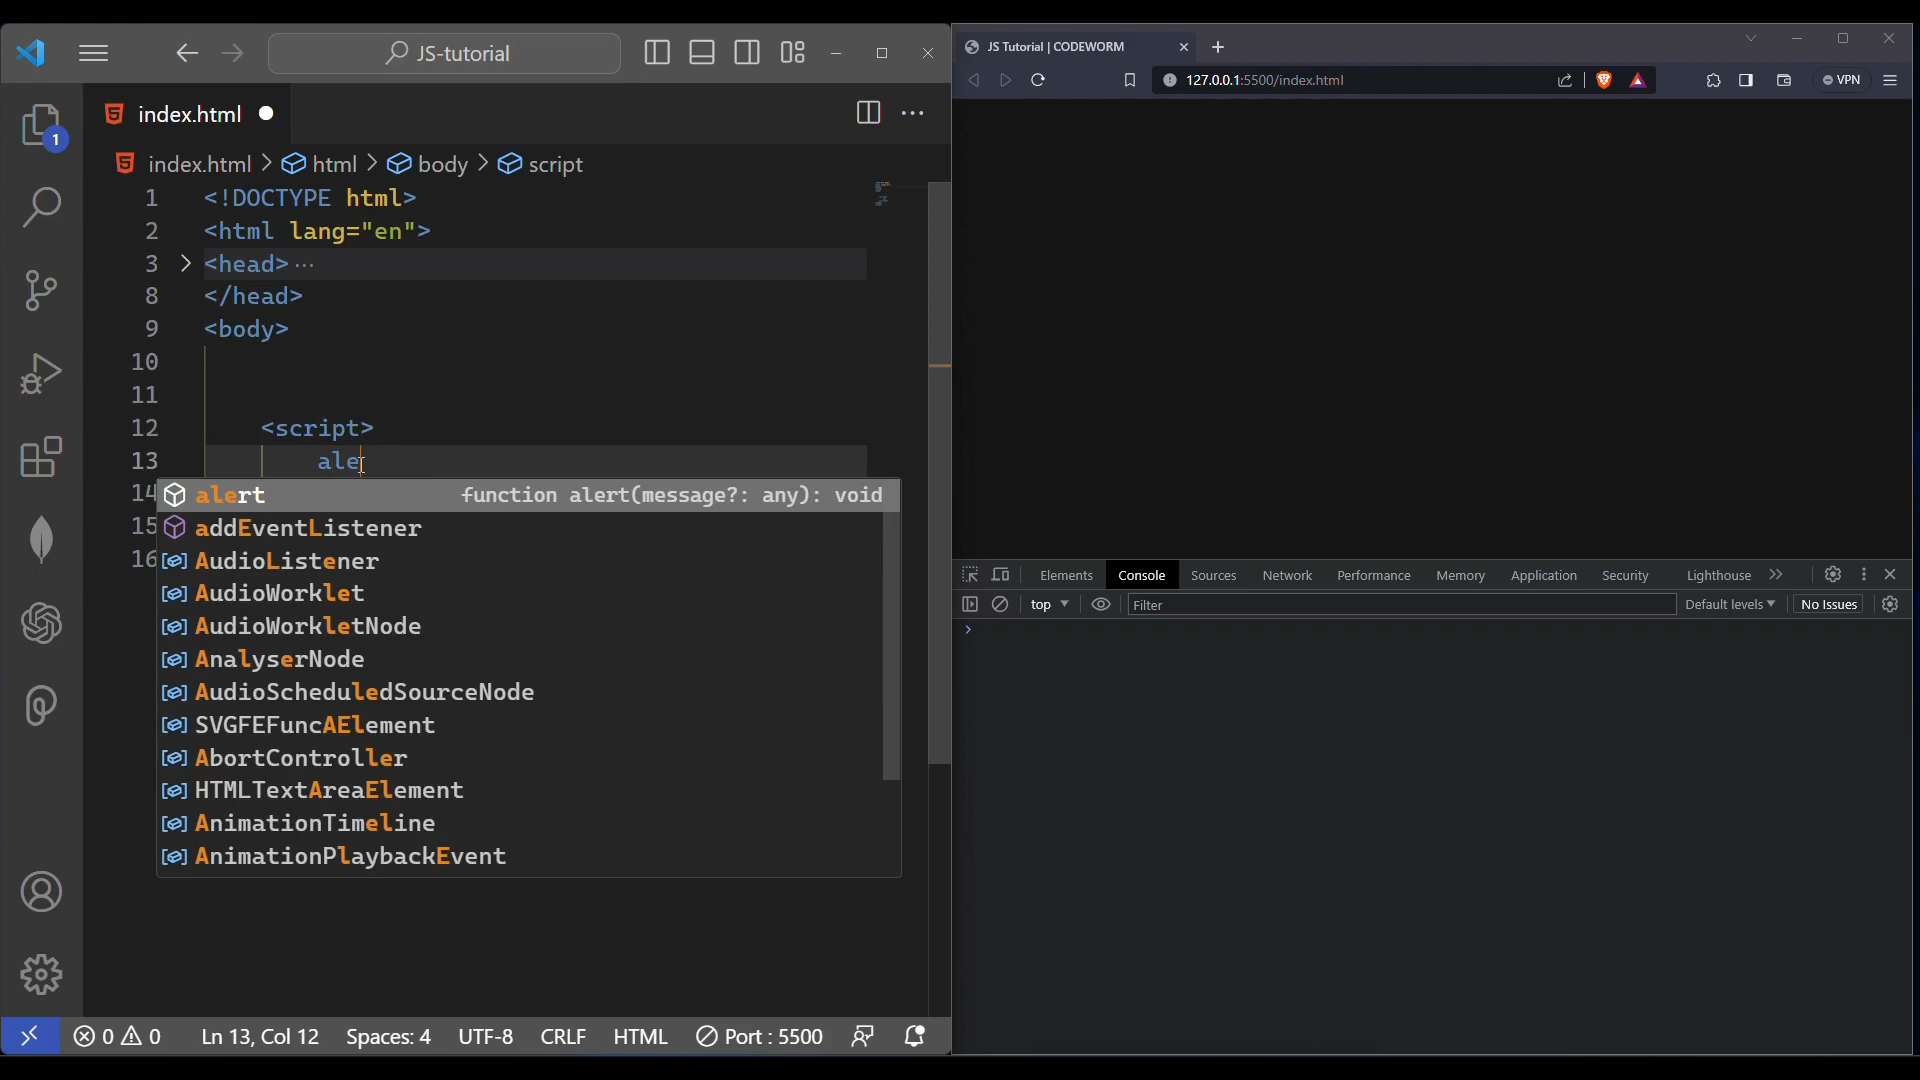 JS-tutorial
JS Tutorial | CODEWORM
127.0.0.1:5500/index.html
VPN
index.html
1
index.html > html > body > script
1 <!DOCTYPE html>
2 <html lang="en">
3 <head> ···
8 </head>
9 <body>
10
11
12 <script>
13 ale
14 alert function alert(message?: any): void
15 addEventListener
16 AudioListener
AudioWorklet
AudioWorkletNode
AnalyserNode
AudioScheduledSourceNode
SVGFEFuncAElement
AbortController
HTMLTextAreaElement
AnimationTimeline
AnimationPlaybackEvent
Elements Console Sources Network Performance Memory Application Security Lighthouse
top Filter Default levels No Issues
0 0 Ln 13, Col 12 Spaces: 4 UTF-8 CRLF HTML Port : 5500